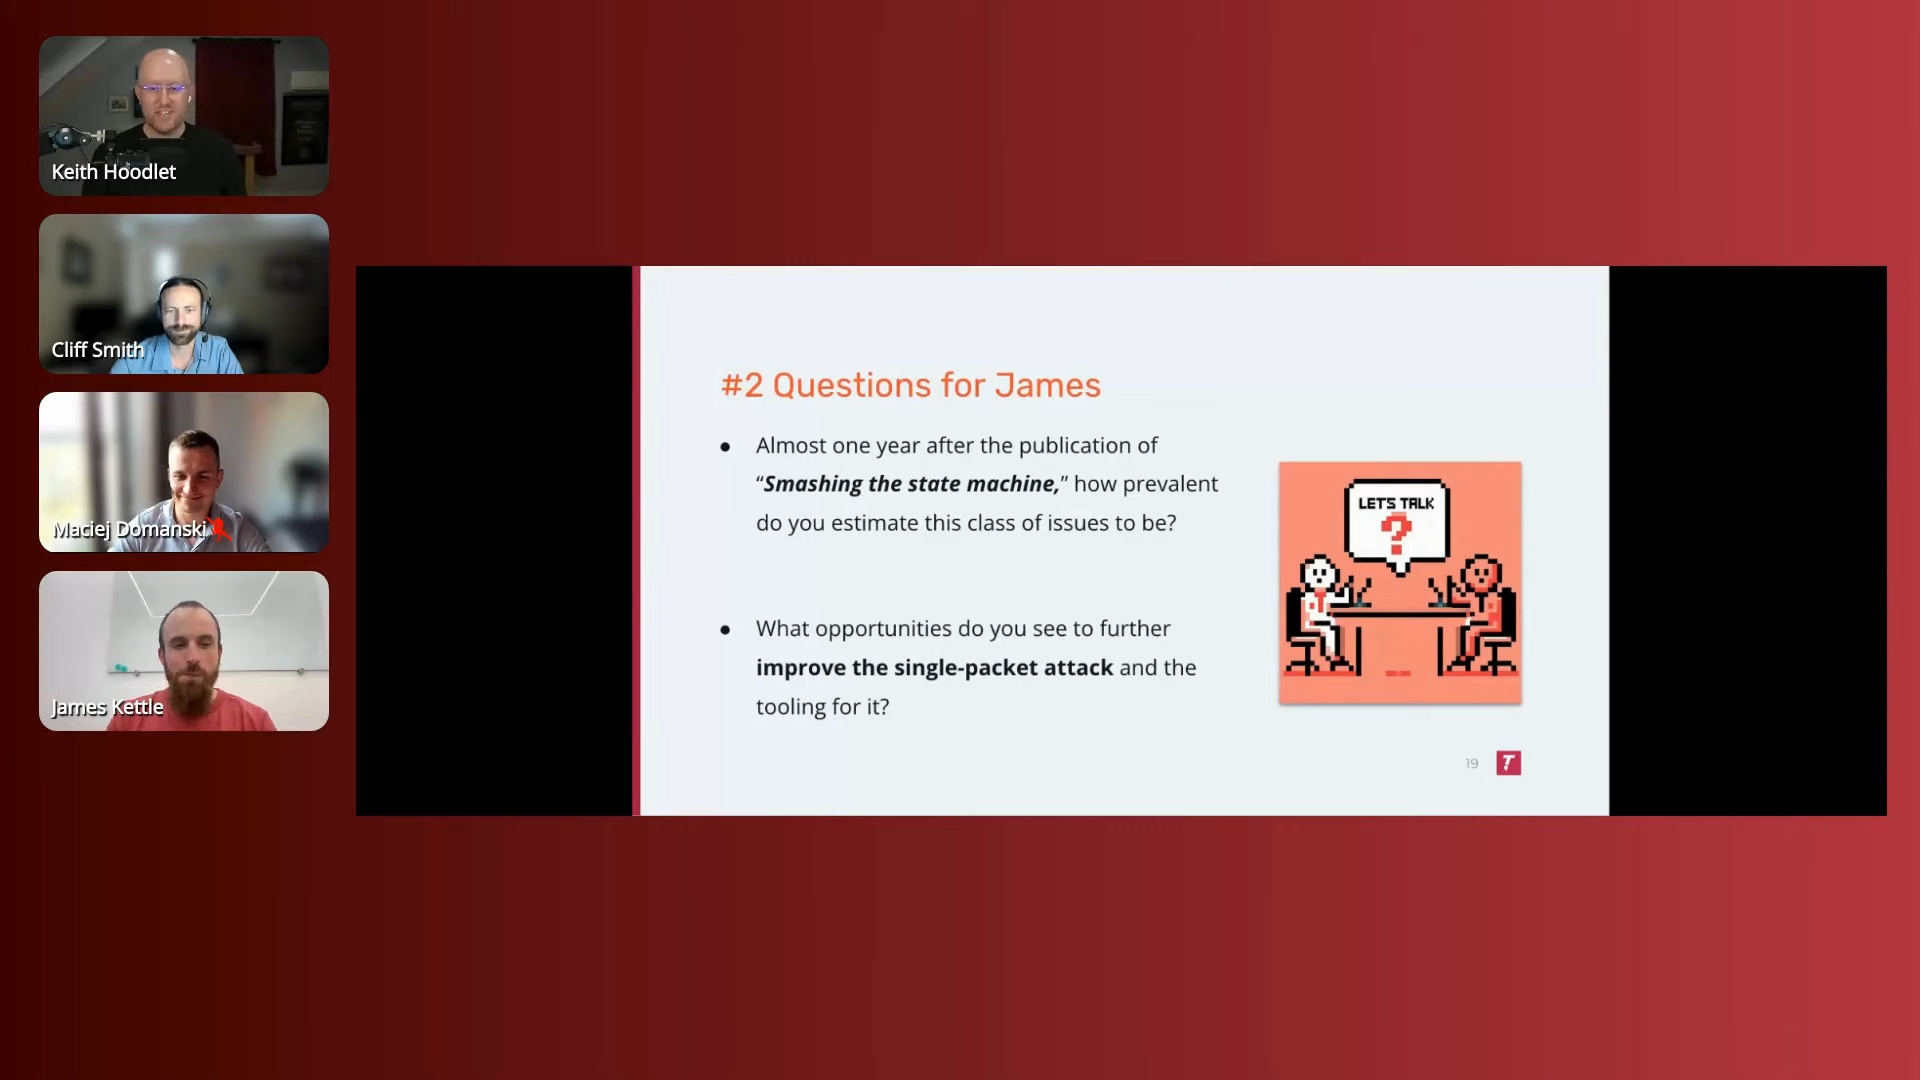 Keith Hoodlet
Cliff Smith
Maciej Domanski
James Kettle
#2 Questions for James
● Almost one year after the publication of
“Smashing the state machine,” how prevalent
do you estimate this class of issues to be?
● What opportunities do you see to further
improve the single-packet attack and the
tooling for it?
LET'S TALK
?
19
T